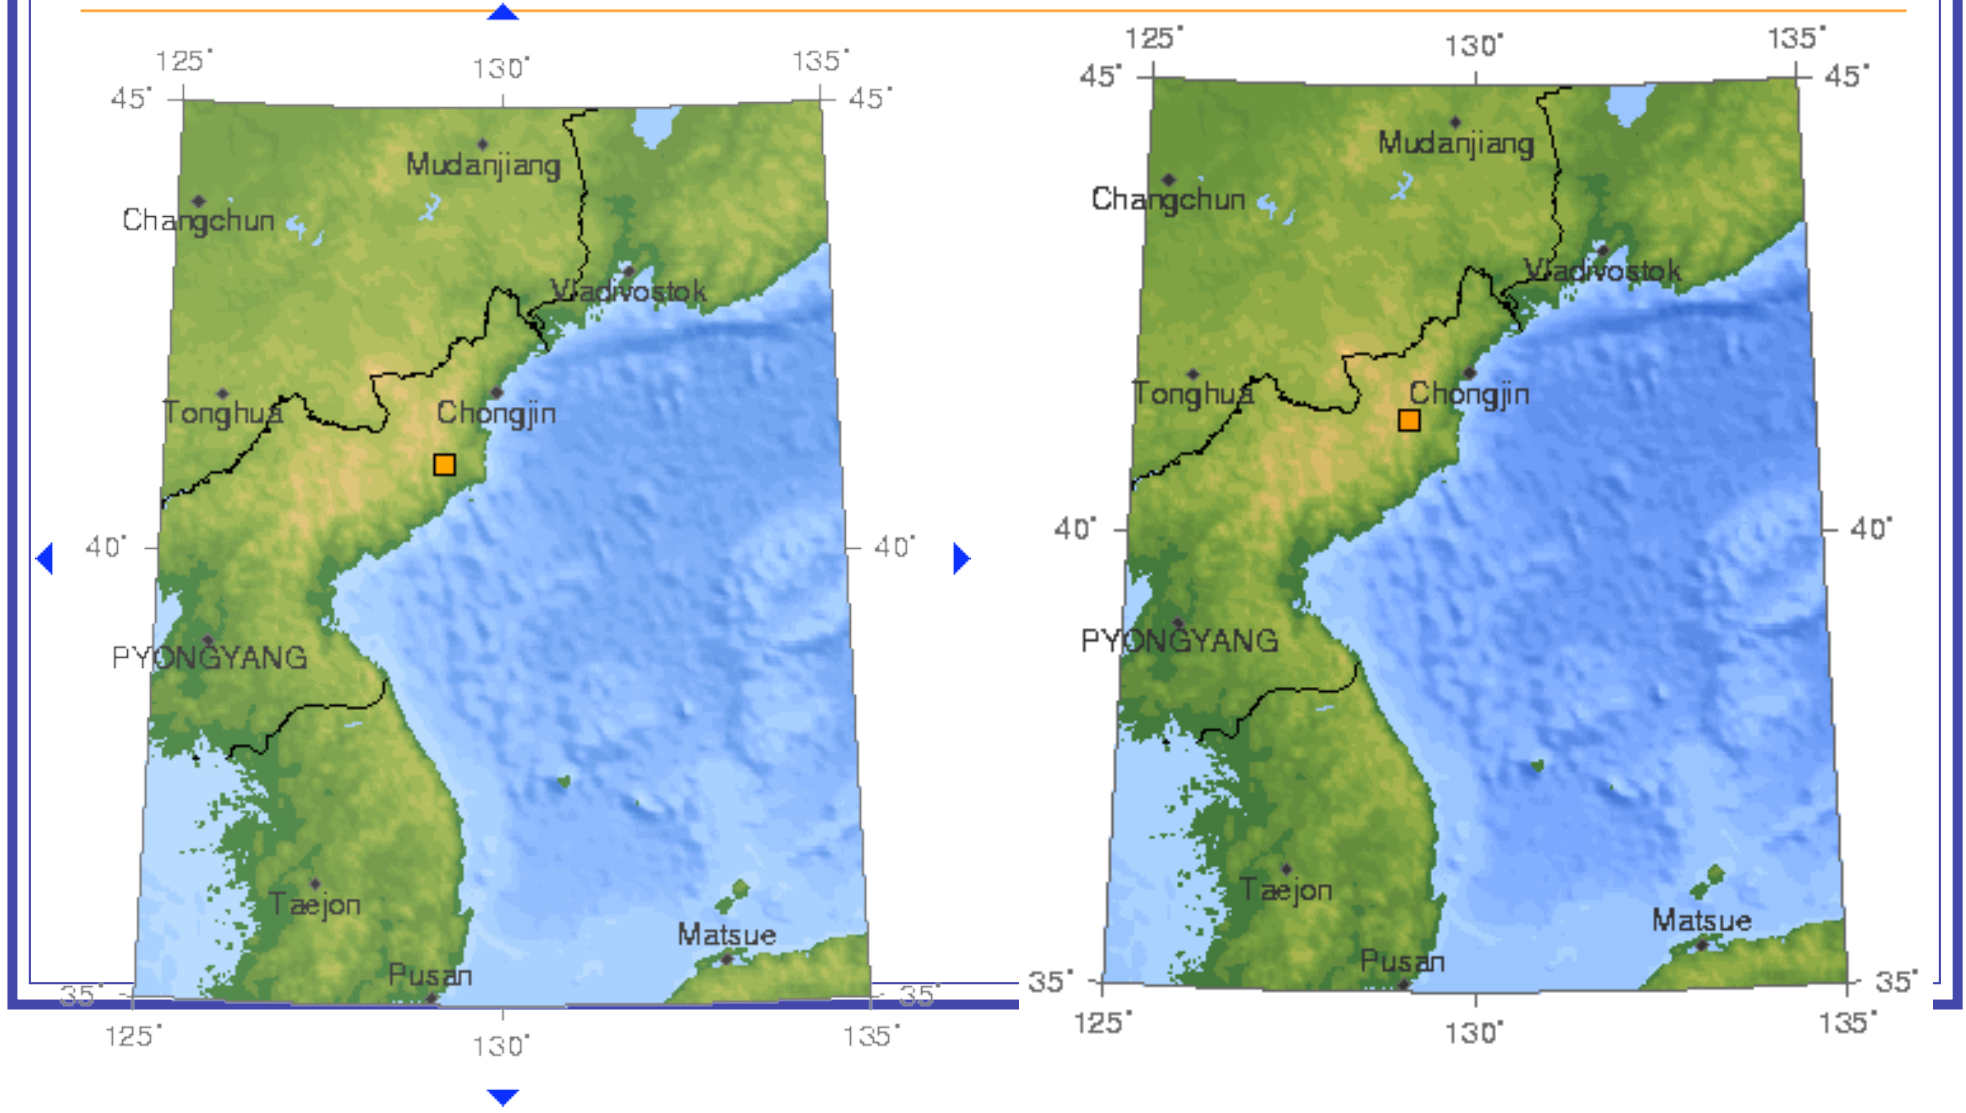 125° 130° 135°
45° 45°
Mudanjiang
Changchun
Vladivostok
Tonghua
Chongjin
40° 40°
PYONGYANG
Taejon
Matsue
Pusan
35° 35°
125° 130° 135°
125° 130° 135°
45° 45°
Mudanjiang
Changchun
Vladivostok
Tonghua
Chongjin
40° 40°
PYONGYANG
Taejon
Matsue
Pusan
35° 35°
125° 130° 135°